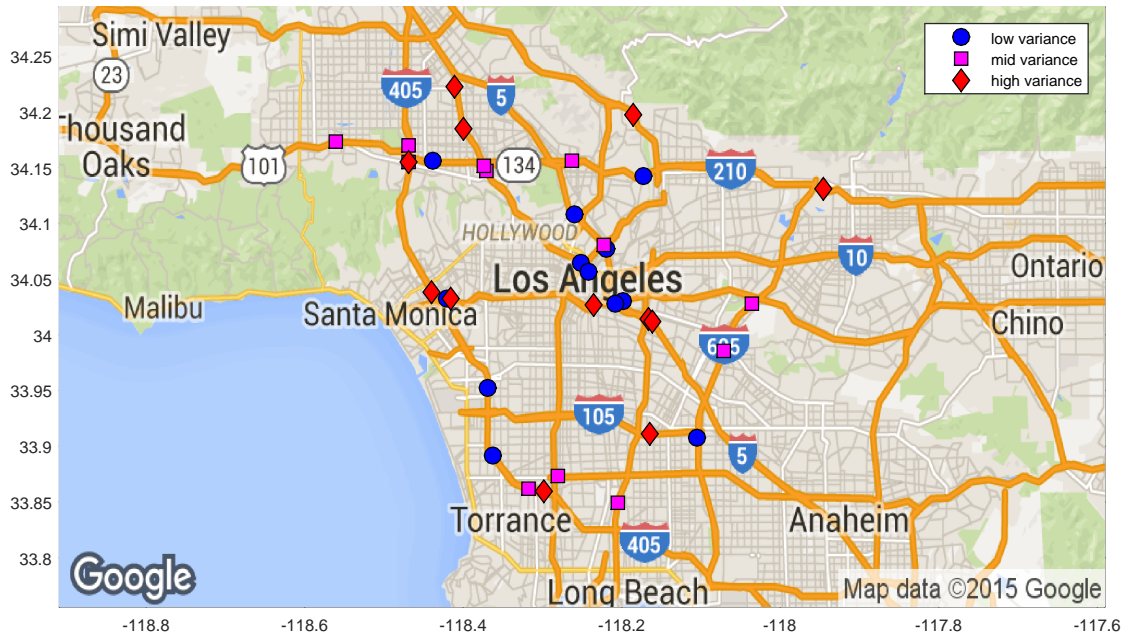 Simi Valley
34.25
23
405
5
low variance
mid variance
high variance
34.2
Thousand
Oaks
34.15
101
134
210
34.1
HOLLYWOOD
34.05
Los Angeles
10
Ontario
Malibu
Santa Monica
34
605
Chino
33.95
105
33.9
5
33.85
Torrance
Anaheim
405
33.8
Google
Long Beach
Map data ©2015 Google
-118.8 -118.6 -118.4 -118.2 -118 -117.8 -117.6